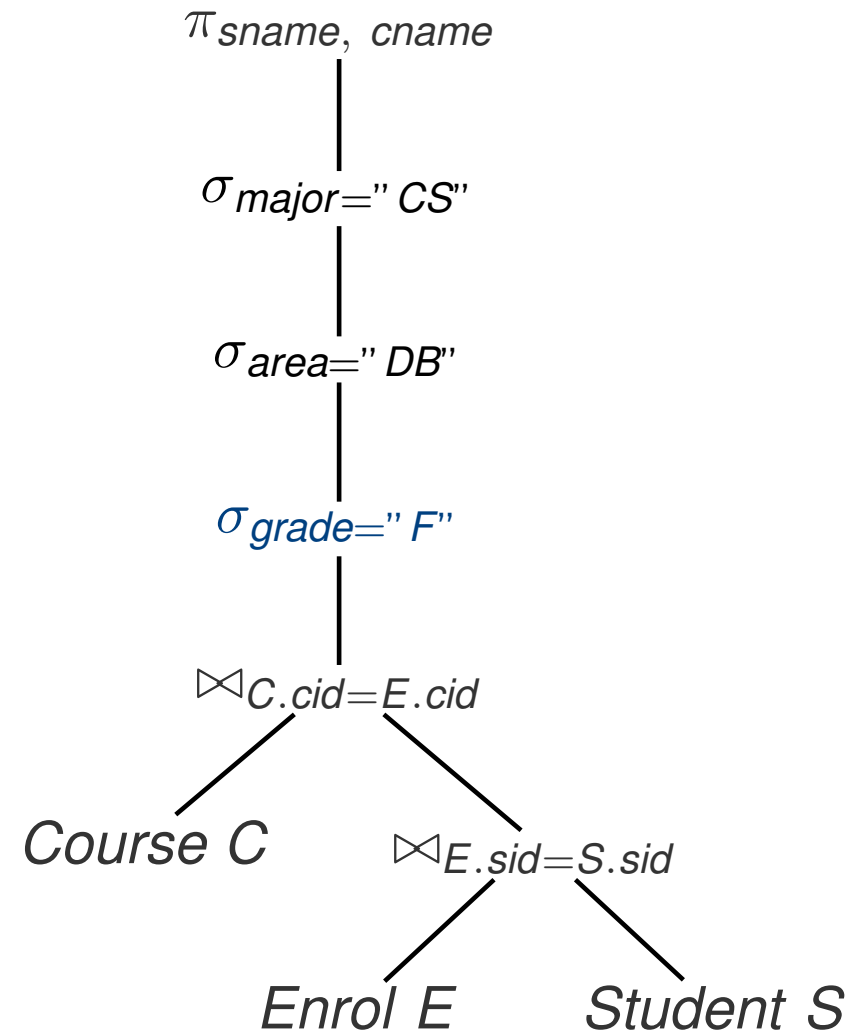 π sname, cname
σ major=” CS”
σ area=” DB”
σ grade=” F”
⋈ C.cid=E.cid
Course C
⋈ E.sid=S.sid
Enrol E
Student S